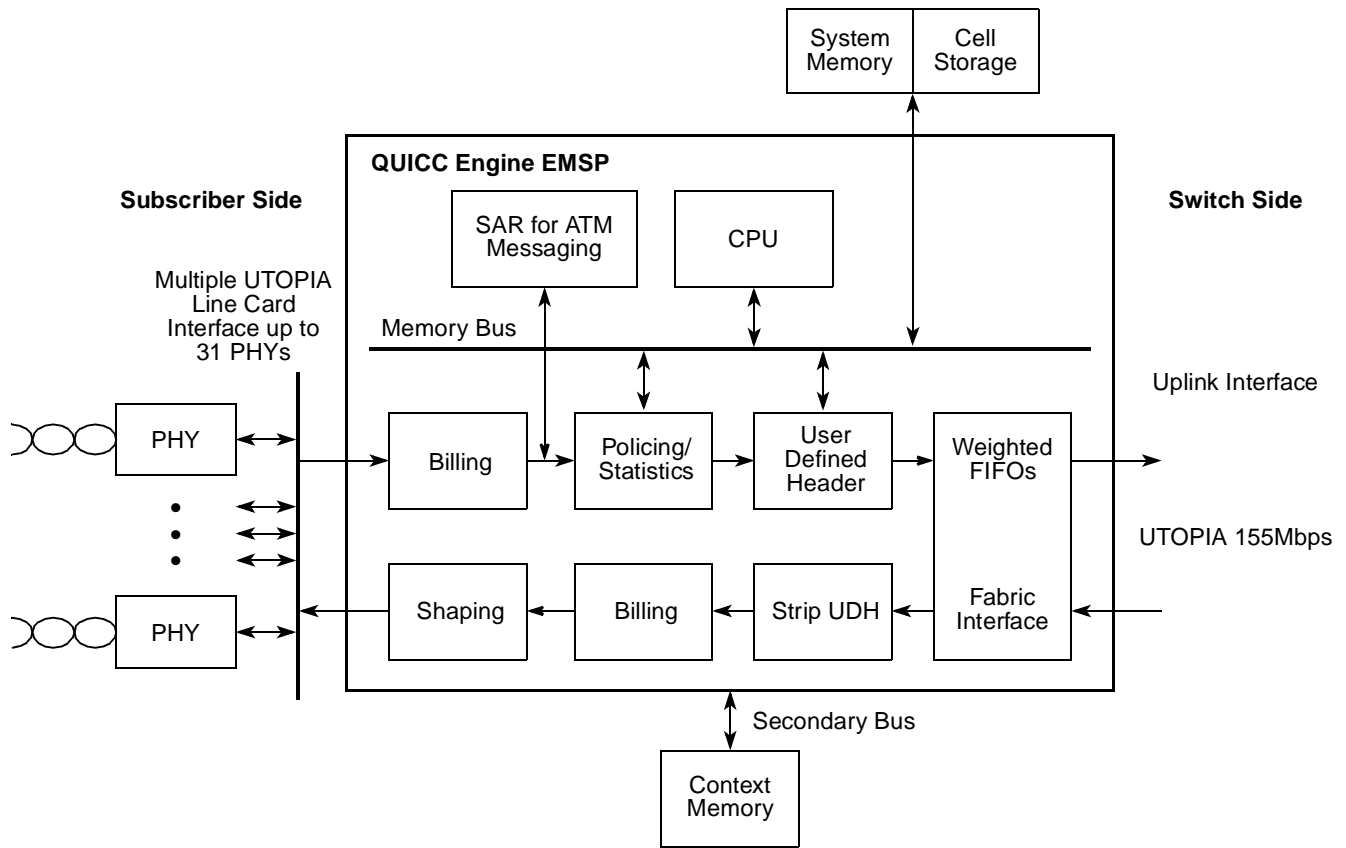 System
Memory
Cell
Storage
QUICC Engine EMSP
Subscriber Side
Switch Side
SAR for ATM
Messaging
CPU
Multiple UTOPIA
Line Card
Interface up to
31 PHYs
Memory Bus
Uplink Interface
PHY
Billing
Policing/
Statistics
User
Defined
Header
Weighted
FIFOs
UTOPIA 155Mbps
PHY
Shaping
Billing
Strip UDH
Fabric
Interface
Secondary Bus
Context
Memory